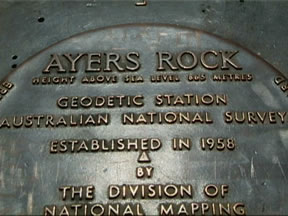 AYERS ROCK
HEIGHT ABOVE SEA LEVEL 865 METRES
GEODETIC STATION
AUSTRALIAN NATIONAL SURVEY
ESTABLISHED IN 1958
BY
THE DIVISION OF
NATIONAL MAPPING